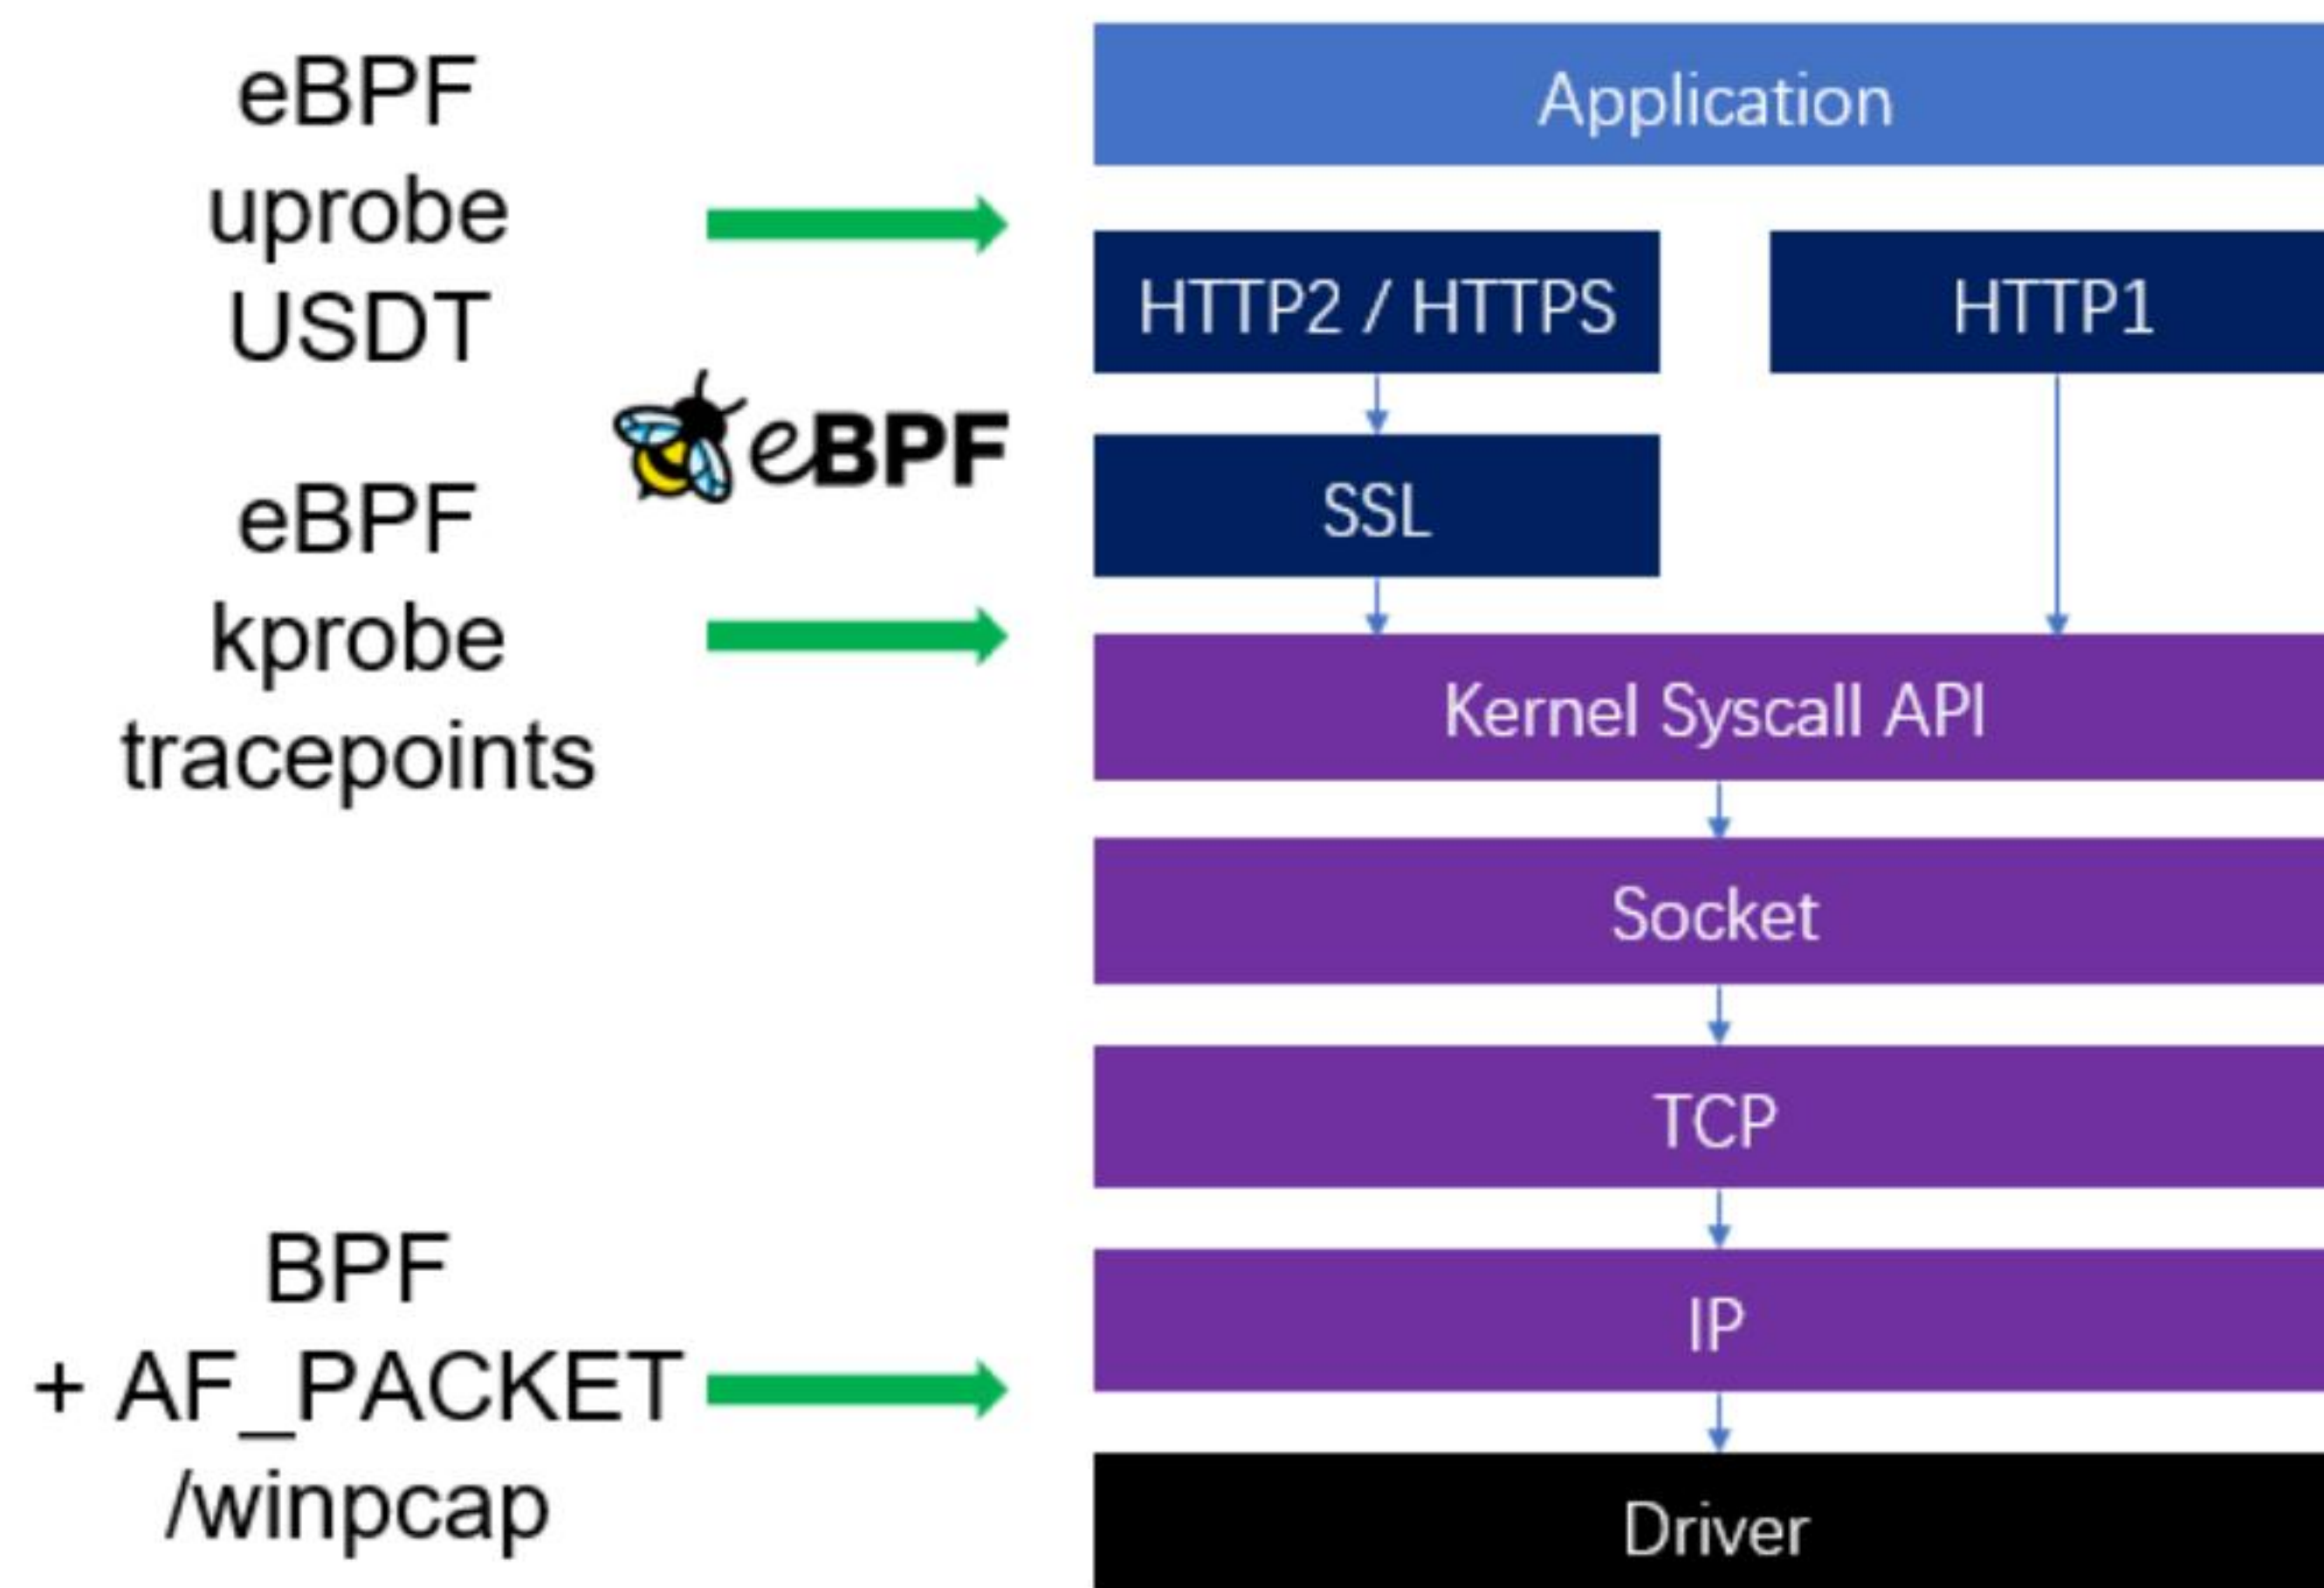 eBPF
uprobe
USDT
eBPF
eBPF
kprobe
tracepoints
BPF
+ AF_PACKET
/winpcap
Application
HTTP2 / HTTPS
HTTP1
SSL
Kernel Syscall API
Socket
TCP
IP
Driver